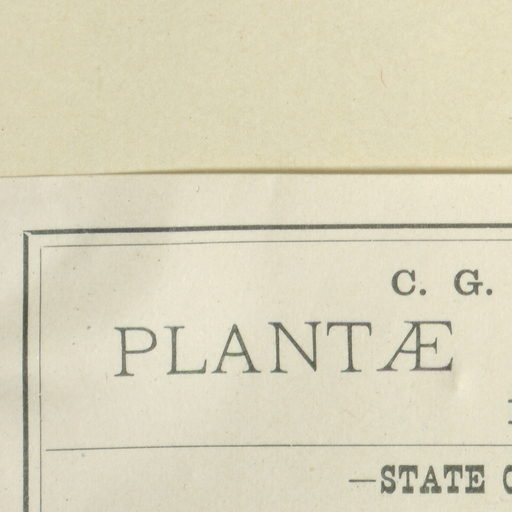 C. G.
PLANTÆ
—STATE